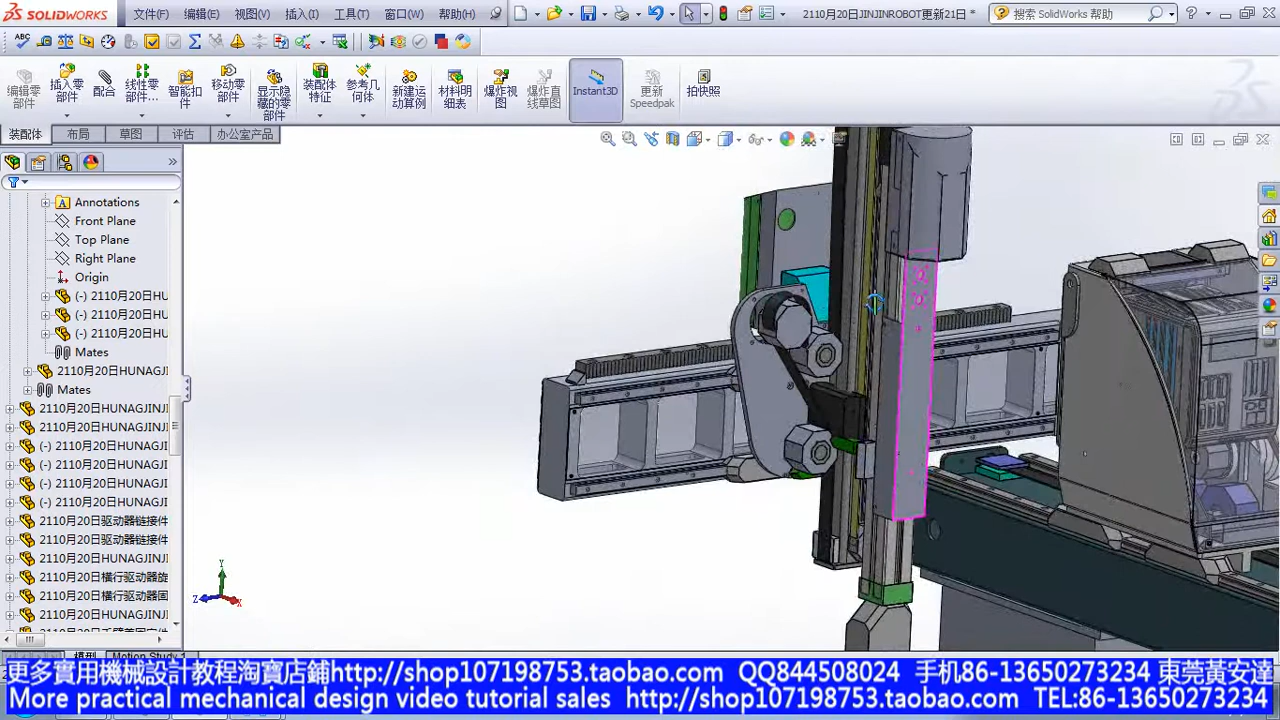 SOLIDWORKS 文件(F) 编辑(E) 视图(V) 插入(I) 工具(T) 窗口(W) 帮助(H) 2110月20日JINJINROBOT更新21日 * 搜索 SolidWorks 帮助
ABC
编辑零部件 插入零部件 配合 线性零部件... 智能扣件 移动零部件 显示隐藏的零部件 装配体特征 参考几何体 新建运动算例 材料明细表 爆炸视图 爆炸直线草图 Instant3D 更新Speedpak 拍快照
装配体 布局 草图 评估 办公室产品
Annotations
Front Plane
Top Plane
Right Plane
Origin
(-) 2110月20日HU
(-) 2110月20日HU
(-) 2110月20日HU
Mates
2110月20日HUNAGJINJ
Mates
2110月20日HUNAGJINJI
2110月20日HUNAGJINJI
(-) 2110月20日HUNAGJI
(-) 2110月20日HUNAGJI
(-) 2110月20日HUNAGJI
(-) 2110月20日HUNAGJI
2110月20日驱动器链接件
2110月20日驱动器链接件
2110月20日HUNAGJINJI
2110月20日橫行驱动器旋
2110月20日橫行驱动器固
2110月20日HUNAGJINJI
Y
Z
X
模型 Motion Study 1
更多實用機械設計教程淘寶店鋪http://shop107198753.taobao.com QQ844508024 手机86-13650273234 東莞黃安達
More practical mechanical design video tutorial sales http://shop107198753.taobao.com TEL:86-13650273234